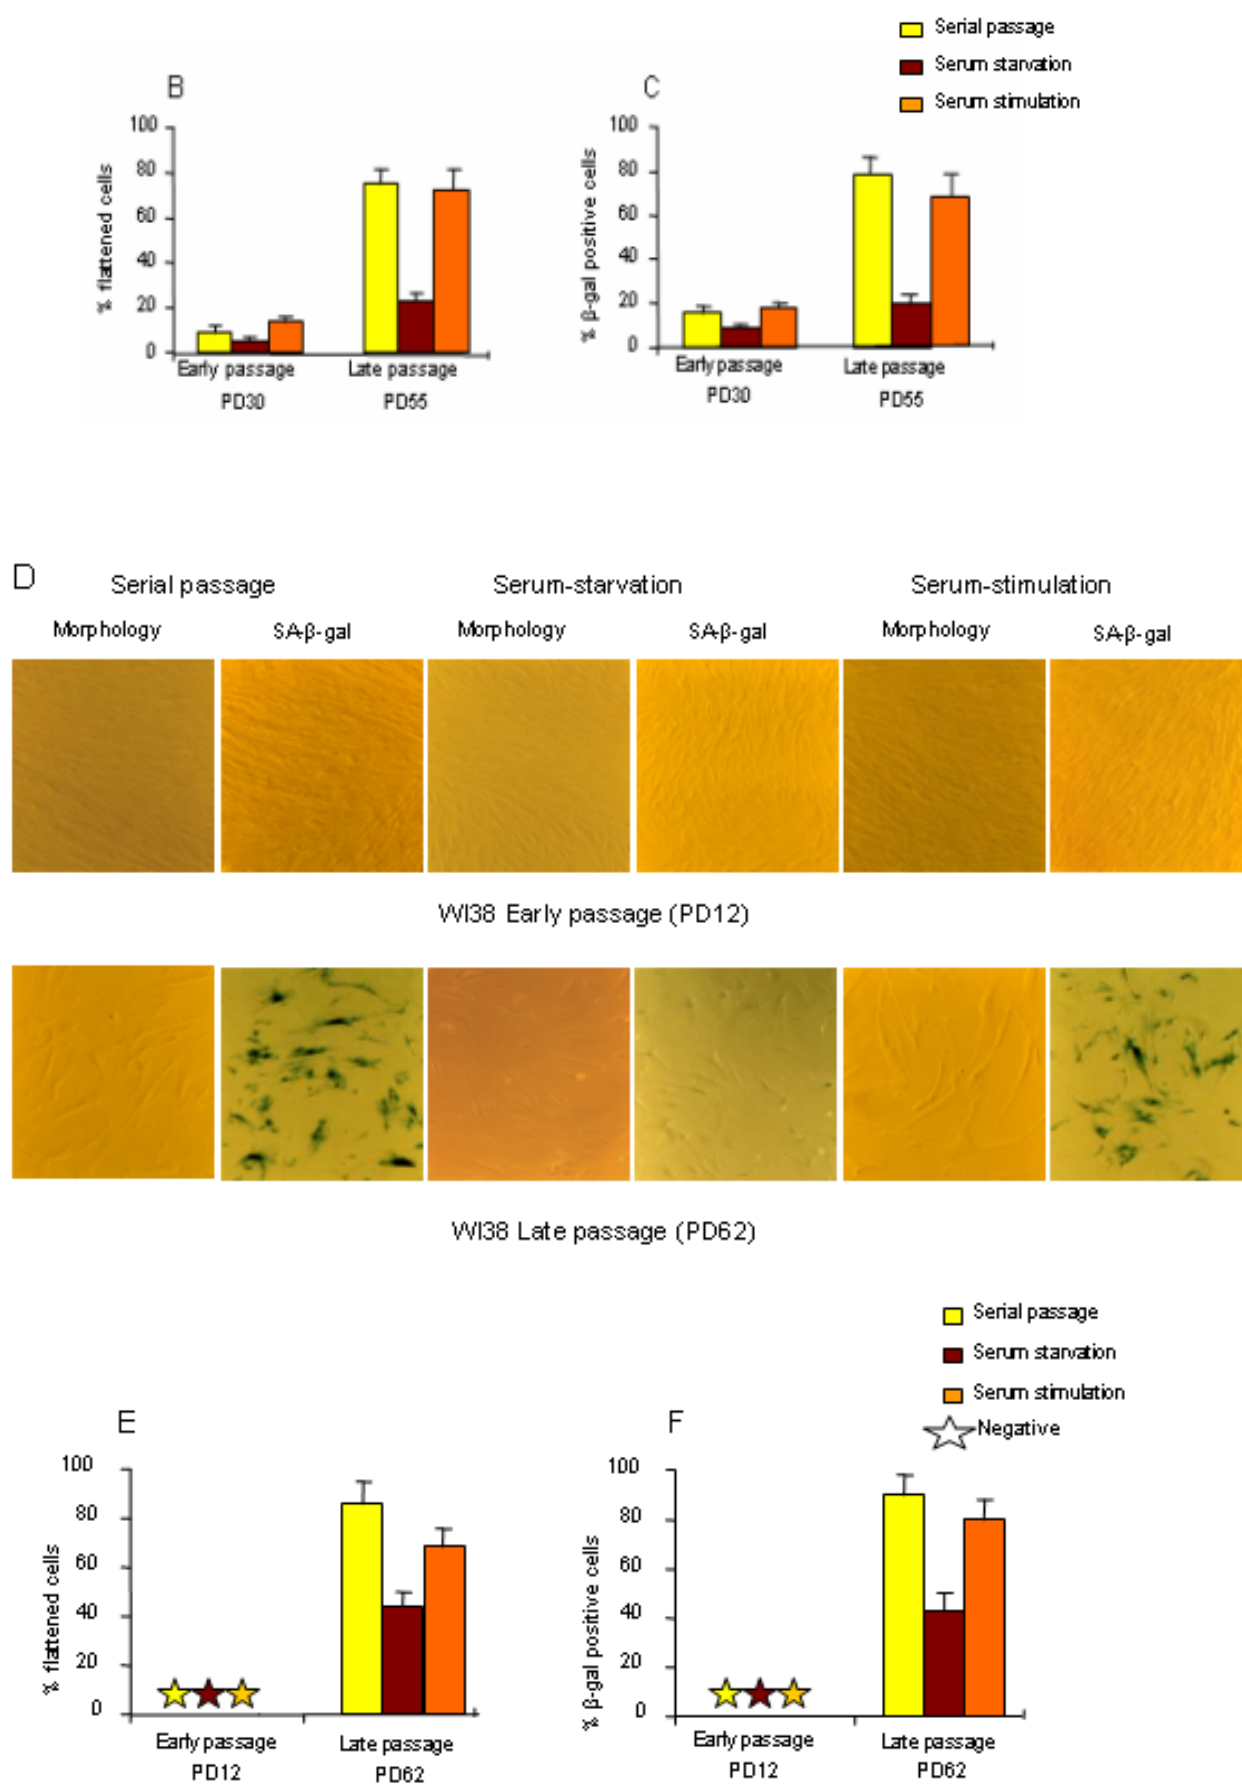 Serial passage
Serum starvation
Serum stimulation
B
100
80
60
40
20
0
% flattened cells
Early passage
PD30
Late passage
PD55
C
100
80
60
40
20
0
% β-gal positive cells
Early passage
PD30
Late passage
PD55
D
Serial passage
Serum-starvation
Serum-stimulation
Morphology
SA-β-gal
Morphology
SA-β-gal
Morphology
SA-β-gal
WI38 Early passage (PD12)
WI38 Late passage (PD62)
Serial passage
Serum starvation
Serum stimulation
Negative
E
100
80
60
40
20
0
% flattened cells
Early passage
PD12
Late passage
PD62
F
100
80
60
40
20
0
% β-gal positive cells
Early passage
PD12
Late passage
PD62